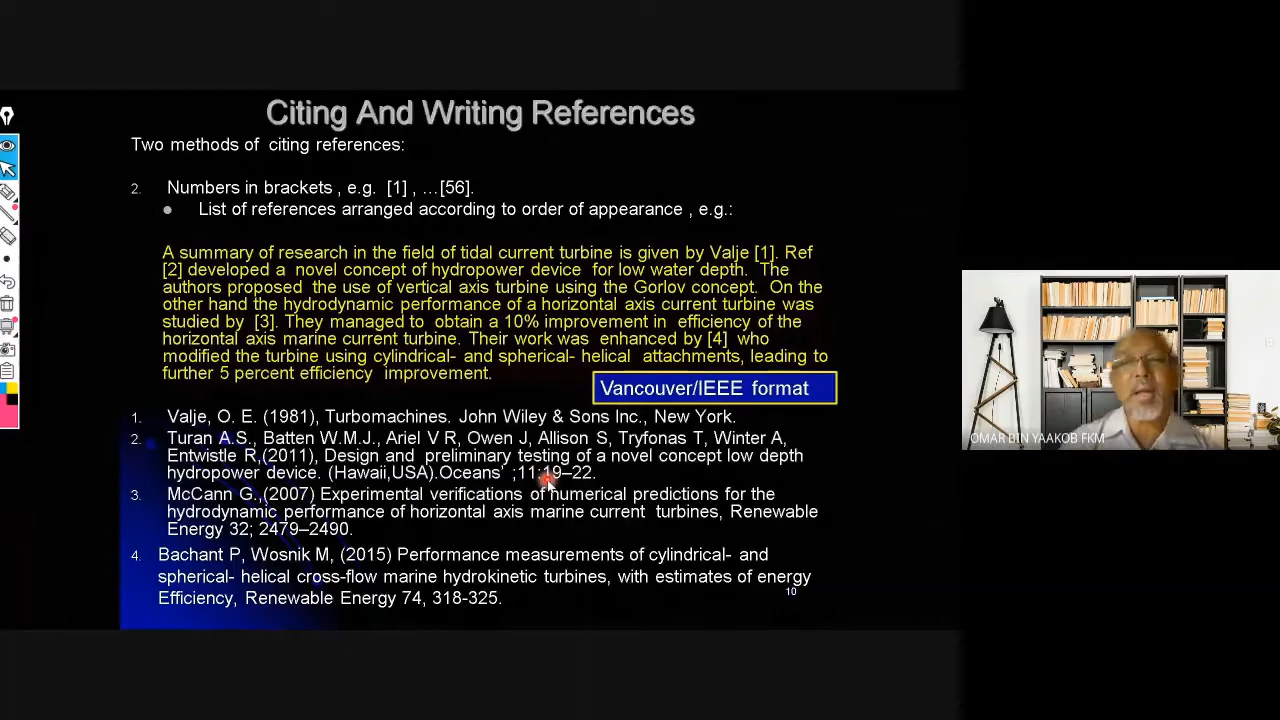 Citing And Writing References
Two methods of citing references:
2. Numbers in brackets , e.g. [1] , …[56].
● List of references arranged according to order of appearance , e.g.:
A summary of research in the field of tidal current turbine is given by Valje [1]. Ref
[2] developed a novel concept of hydropower device for low water depth. The
authors proposed the use of vertical axis turbine using the Gorlov concept. On the
other hand the hydrodynamic performance of a horizontal axis current turbine was
studied by [3]. They managed to obtain a 10% improvement in efficiency of the
horizontal axis marine current turbine. Their work was enhanced by [4] who
modified the turbine using cylindrical- and spherical- helical attachments, leading to
further 5 percent efficiency improvement.
Vancouver/IEEE format
1. Valje, O. E. (1981), Turbomachines. John Wiley & Sons Inc., New York.
2. Turan A.S., Batten W.M.J., Ariel V R, Owen J, Allison S, Tryfonas T, Winter A,
Entwistle R,(2011), Design and preliminary testing of a novel concept low depth
hydropower device. (Hawaii,USA).Oceans’ ;11:19–22.
3. McCann G.,(2007) Experimental verifications of numerical predictions for the
hydrodynamic performance of horizontal axis marine current turbines, Renewable
Energy 32; 2479–2490.
4. Bachant P, Wosnik M, (2015) Performance measurements of cylindrical- and
spherical- helical cross-flow marine hydrokinetic turbines, with estimates of energy
Efficiency, Renewable Energy 74, 318-325.
10
OMAR BIN YAAKOB FKM